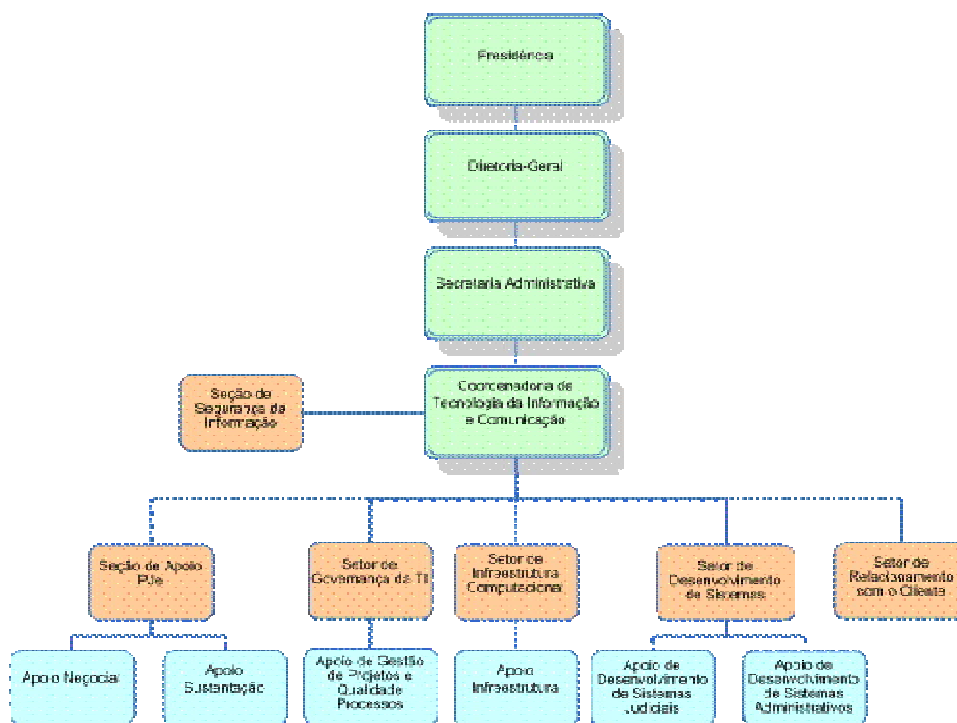 Presidência
Diretoria-Geral
Secretaria Administrativa
Coordenadoria de
Tecnologia da Informação
e Comunicação
Seção de
Segurança da
Informação
Seção de Apoio
PJe
Setor de
Governança de TI
Setor de
Infraestrutura
Computacional
Setor de
Desenvolvimento
de Sistemas
Setor de
Relacionamento
com o Cliente
Apoio Negocial
Apoio
Sustentação
Apoio de Gestão
de Projetos e
Qualidade
Processos
Apoio
Infraestrutura
Apoio de
Desenvolvimento
de Sistemas
Judiciais
Apoio de
Desenvolvimento
de Sistemas
Administrativos